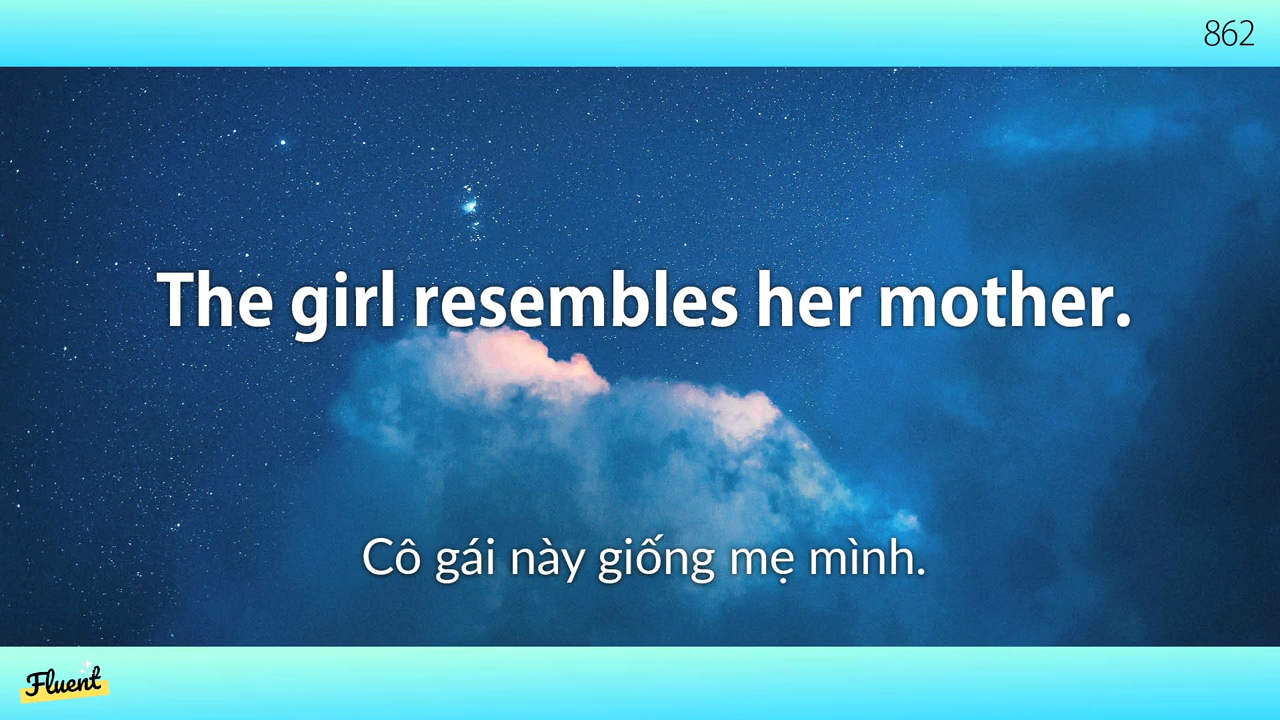 862
The girl resembles her mother.
Cô gái này giống mẹ mình.
Fluent